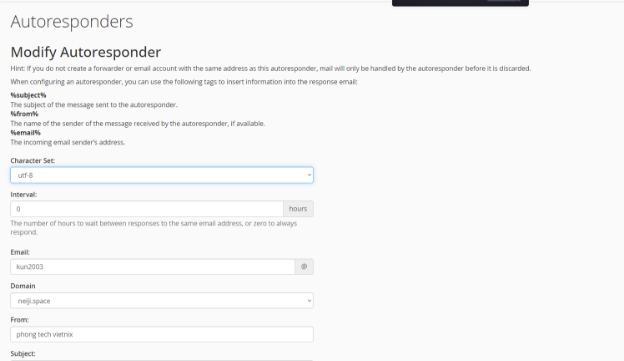 Autoresponders
Modify Autoresponder
Hint: If you do not create a forwarder or email account with the same address as this autoresponder, mail will only be handled by the autoresponder before it is discarded.
When configuring an autoresponder, you can use the following tags to insert information into the response email:
%subject%
The subject of the message sent to the autoresponder.
%from%
The name of the sender of the message received by the autoresponder, if available.
%email%
The incoming email sender's address.
Character Set:
utf-8
Interval:
0 hours
The number of hours to wait between responses to the same email address, or zero to always
respond.
Email:
kun2003 @
Domain
neiji.space
From:
phong tech vietnix
Subject: